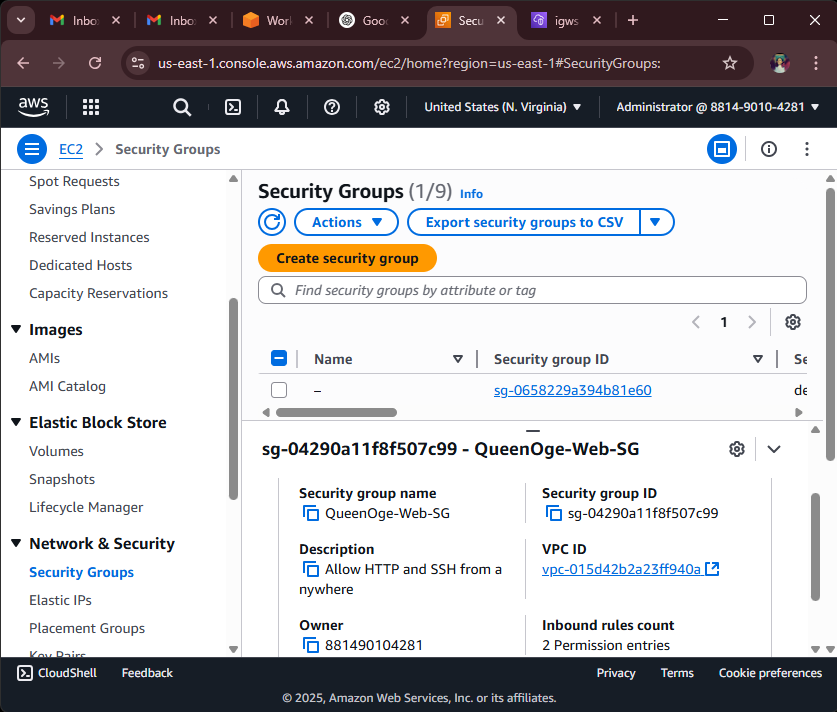 Inbo
Inbo
Wor
Goo
Secu
igws
us-east-1.console.aws.amazon.com/ec2/home?region=us-east-1#SecurityGroups:
aws
United States (N. Virginia)
Administrator @ 8814-9010-4281
EC2
Security Groups
Spot Requests
Savings Plans
Reserved Instances
Dedicated Hosts
Capacity Reservations
Images
AMIs
AMI Catalog
Elastic Block Store
Volumes
Snapshots
Lifecycle Manager
Network & Security
Security Groups
Elastic IPs
Placement Groups
Key Pairs
Security Groups (1/9) Info
Actions
Export security groups to CSV
Create security group
Find security groups by attribute or tag
1
Name
Security group ID
Se
–
sg-0658229a394b81e60
de
sg-04290a11f8f507c99 - QueenOge-Web-SG
Security group name
QueenOge-Web-SG
Security group ID
sg-04290a11f8f507c99
Description
Allow HTTP and SSH from a
nywhere
VPC ID
vpc-015d42b2a23ff940a
Owner
881490104281
Inbound rules count
2 Permission entries
CloudShell
Feedback
Privacy
Terms
Cookie preferences
© 2025, Amazon Web Services, Inc. or its affiliates.